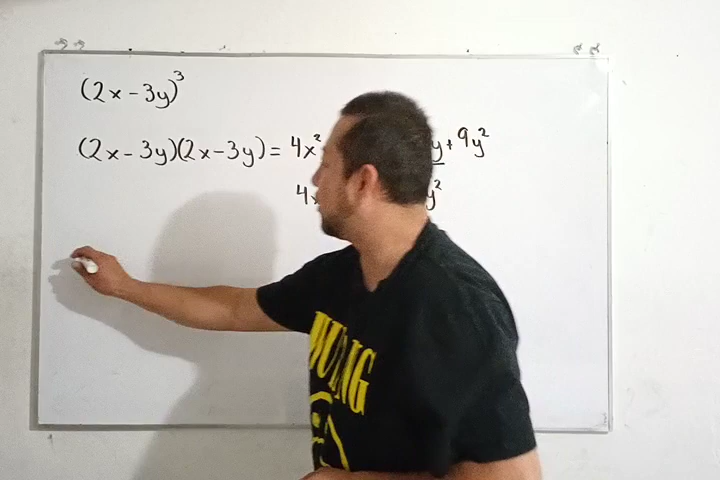 (2x - 3y)³
(2x - 3y)(2x - 3y) = 4x² y + 9y²
4x y²